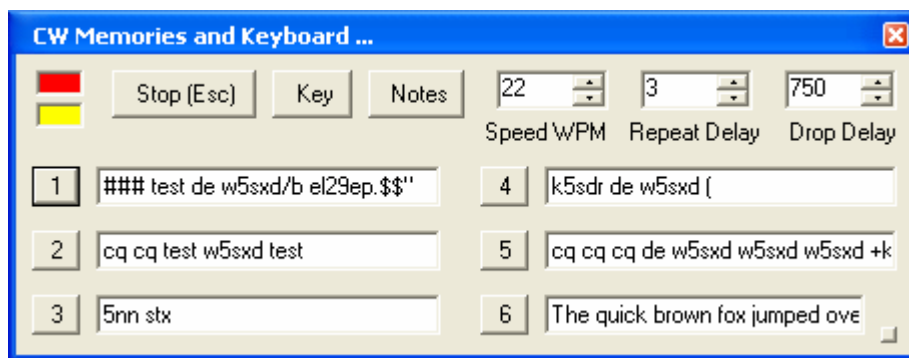 CW Memories and Keyboard ...
Stop (Esc) Key Notes 22 3 750
Speed WPM Repeat Delay Drop Delay
1 ### test de w5sxd/b el29ep.$$" 4 k5sdr de w5sxd (
2 cq cq test w5sxd test 5 cq cq cq de w5sxd w5sxd w5sxd +k
3 5nn stx 6 The quick brown fox jumped ove